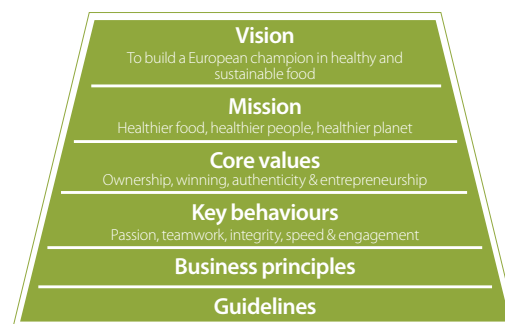 Vision
To build a European champion in healthy and
sustainable food
Mission
Healthier food, healthier people, healthier planet
Core values
Ownership, winning, authenticity & entrepreneurship
Key behaviours
Passion, teamwork, integrity, speed & engagement
Business principles
Guidelines